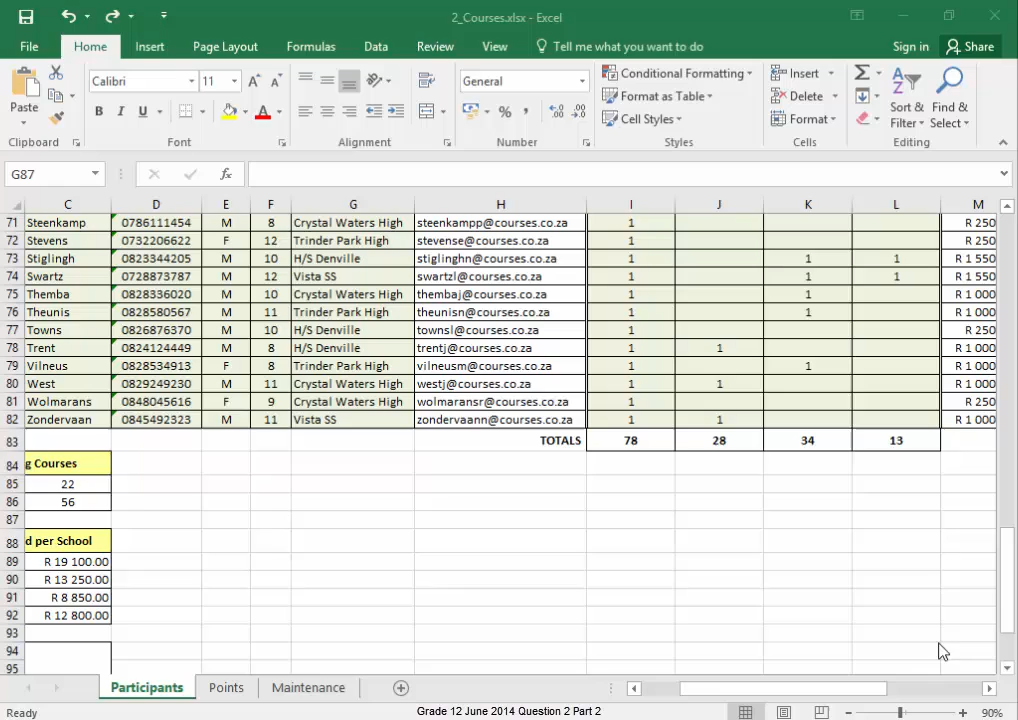 2_Courses.xlsx - Excel
File Home Insert Page Layout Formulas Data Review View Tell me what you want to do Sign in Share
Calibri 11 General Conditional Formatting Insert
Paste Format as Table Delete Sort & Find &
B I U A % , Cell Styles Format Filter Select
Clipboard Font Alignment Number Styles Cells Editing
G87 fx
C D E F G H I J K L M
71 Steenkamp 0786111454 M 8 Crystal Waters High steenkampp@courses.co.za 1 R 250
72 Stevens 0732206622 F 12 Trinder Park High stevense@courses.co.za 1 R 250
73 Stiglingh 0823344205 M 10 H/S Denville stiglinghn@courses.co.za 1 1 1 R 1 550
74 Swartz 0728873787 M 12 Vista SS swartzl@courses.co.za 1 1 1 R 1 550
75 Themba 0828336020 M 10 Crystal Waters High thembaj@courses.co.za 1 1 R 1 000
76 Theunis 0828580567 M 11 Trinder Park High theunisn@courses.co.za 1 1 R 1 000
77 Towns 0826876370 M 10 H/S Denville townsl@courses.co.za 1 R 250
78 Trent 0824124449 M 8 H/S Denville trentj@courses.co.za 1 1 R 1 000
79 Vilneus 0828534913 F 8 Trinder Park High vilneusm@courses.co.za 1 1 R 1 000
80 West 0829249230 M 11 Crystal Waters High westj@courses.co.za 1 1 R 1 000
81 Wolmarans 0848045616 F 9 Crystal Waters High wolmaransr@courses.co.za 1 R 250
82 Zondervaan 0845492323 M 11 Vista SS zondervaann@courses.co.za 1 1 R 1 000
83 TOTALS 78 28 34 13
84 g Courses
85 22
86 56
87
88 d per School
89 R 19 100.00
90 R 13 250.00
91 R 8 850.00
92 R 12 800.00
93
94
95
Participants Points Maintenance
Ready Grade 12 June 2014 Question 2 Part 2 90%